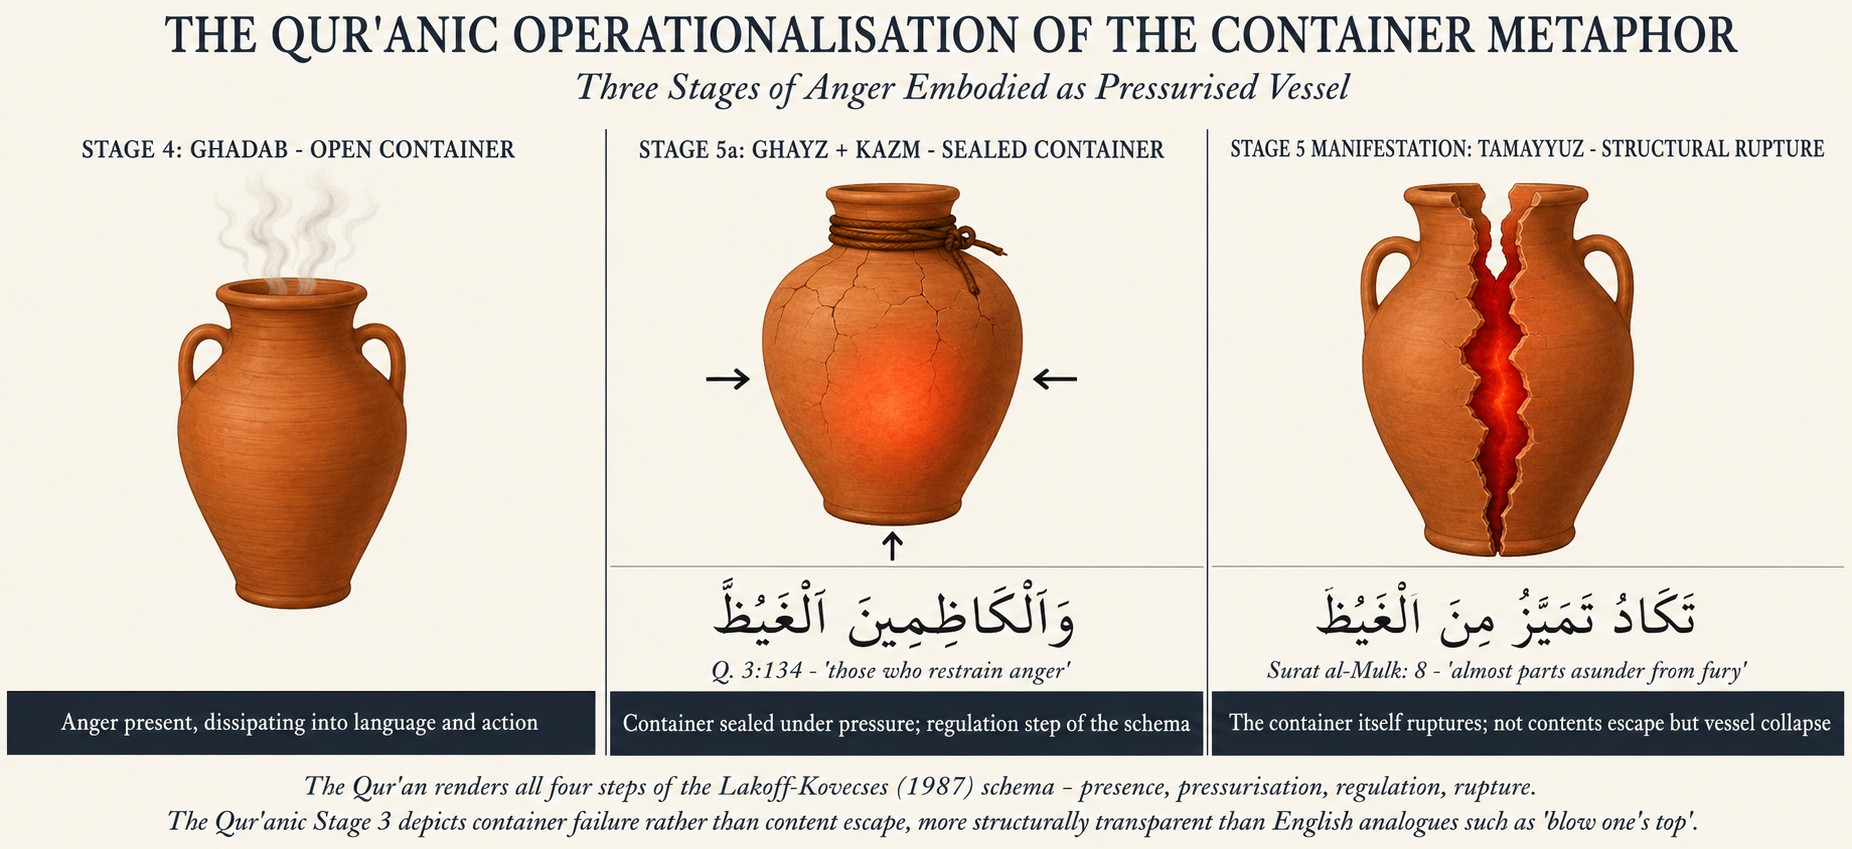 THE QUR'ANIC OPERATIONALISATION OF THE CONTAINER METAPHOR
Three Stages of Anger Embodied as Pressurised Vessel
STAGE 4: GHADAB - OPEN CONTAINER
Anger present, dissipating into language and action
STAGE 5a: GHAYZ + KAZM - SEALED CONTAINER
وَاَلْكَاظِمِينَ اَلْغَيُظَّ
Q. 3:134 - 'those who restrain anger'
Container sealed under pressure; regulation step of the schema
STAGE 5 MANIFESTATION: TAMAYYUZ - STRUCTURAL RUPTURE
تَكَادُ تَمَيَّزُ مِنَ اَلْغَيُظَ
Surat al-Mulk: 8 - 'almost parts asunder from fury'
The container itself ruptures; not contents escape but vessel collapse
The Qur'an renders all four steps of the Lakoff-Kovecses (1987) schema - presence, pressurisation, regulation, rupture.
The Qur'anic Stage 3 depicts container failure rather than content escape, more structurally transparent than English analogues such as 'blow one's top'.